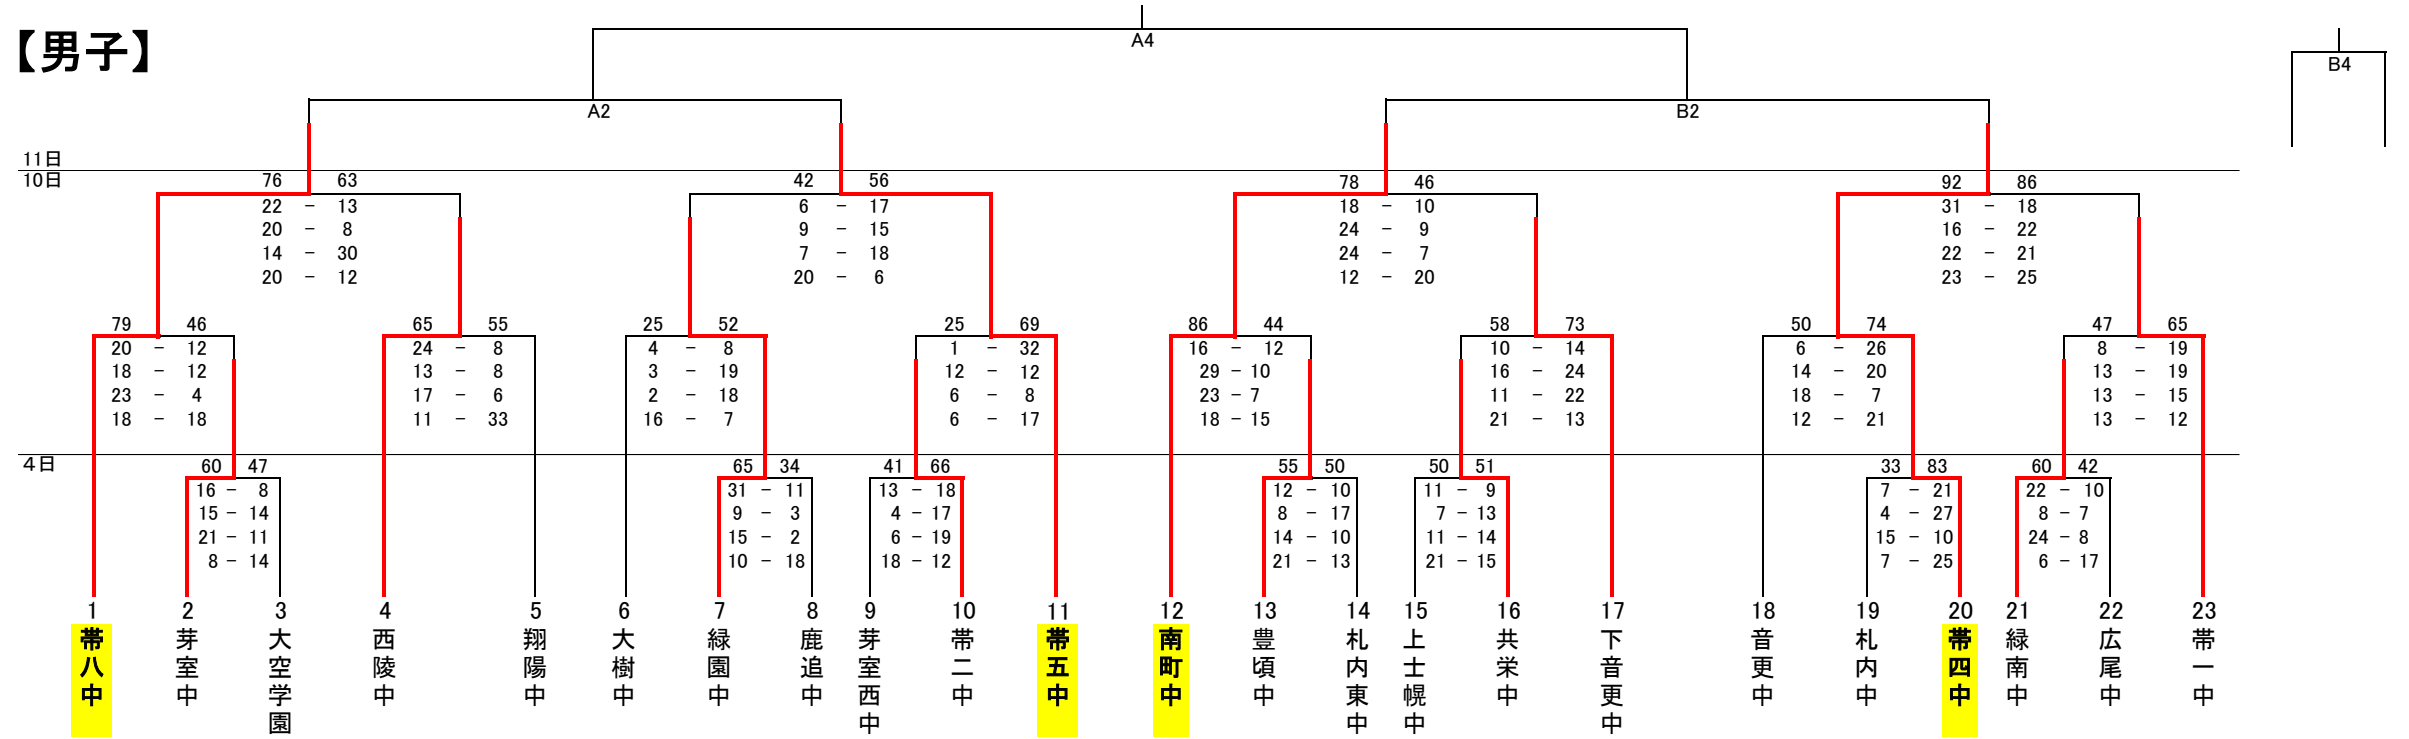 【男子】
A4
B4
A2 B2
11日
10日
76 63 42 56 78 46 92 86
22 - 13 6 - 17 18 - 10 31 - 18
20 - 8 9 - 15 24 - 9 16 - 22
14 - 30 7 - 18 24 - 7 22 - 21
20 - 12 20 - 6 12 - 20 23 - 25
79 46 65 55 25 52 25 69 86 44 58 73 50 74 47 65
20 - 12 24 - 8 4 - 8 1 - 32 16 - 12 10 - 14 6 - 26 8 - 19
18 - 12 13 - 8 3 - 19 12 - 12 29 - 10 16 - 24 14 - 20 13 - 19
23 - 4 17 - 6 2 - 18 6 - 8 23 - 7 11 - 22 18 - 7 13 - 15
18 - 18 11 - 33 16 - 7 6 - 17 18 - 15 21 - 13 12 - 21 13 - 12
4日
60 47 65 34 41 66 55 50 50 51 33 83 60 42
16 - 8 31 - 11 13 - 18 12 - 10 11 - 9 7 - 21 22 - 10
15 - 14 9 - 3 4 - 17 8 - 17 7 - 13 4 - 27 8 - 7
21 - 11 15 - 2 6 - 19 14 - 10 11 - 14 15 - 10 24 - 8
8 - 14 10 - 18 18 - 12 21 - 13 21 - 15 7 - 25 6 - 17
1 2 3 4 5 6 7 8 9 10 11 12 13 14 15 16 17 18 19 20 21 22 23
帯八中
芽室中
大空学園
西陵中
翔陽中
大樹中
緑園中
鹿追中
芽室西中
帯二中
帯五中
南町中
豊頃中
札内東中
上士幌中
共栄中
下音更中
音更中
札内中
帯四中
緑南中
広尾中
帯一中